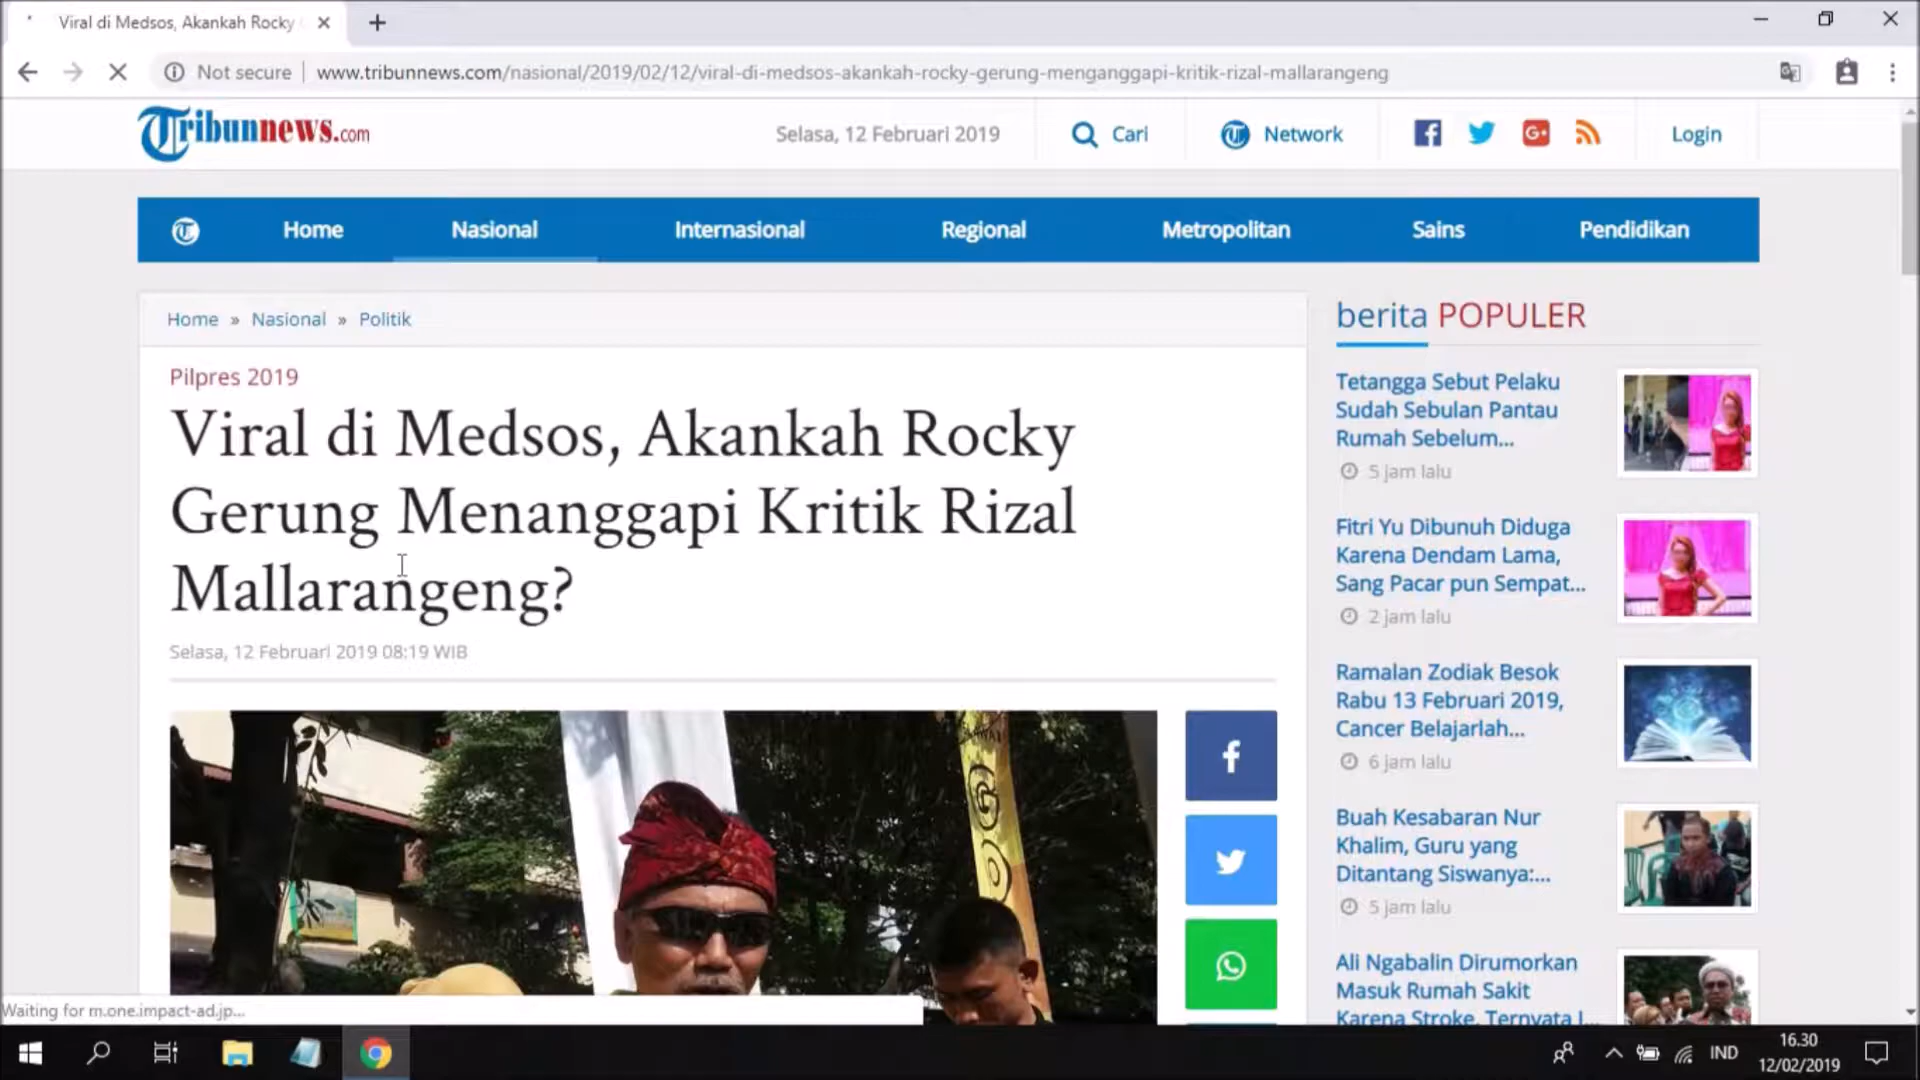 Viral di Medsos, Akankah Rocky
Not secure
www.tribunnews.com/nasional/2019/02/12/viral-di-medsos-akankah-rocky-gerung-menganggapi-kritik-rizal-mallarangeng
Tribunnews.com
Selasa, 12 Februari 2019
Cari
Network
Login
Home
Nasional
Internasional
Regional
Metropolitan
Sains
Pendidikan
Home » Nasional » Politik
Pilpres 2019
Viral di Medsos, Akankah Rocky
Gerung Menanggapi Kritik Rizal
Mallarangeng?
Selasa, 12 Februari 2019 08:19 WIB
berita POPULER
Tetangga Sebut Pelaku
Sudah Sebulan Pantau
Rumah Sebelum...
5 jam lalu
Fitri Yu Dibunuh Diduga
Karena Dendam Lama,
Sang Pacar pun Sempat...
2 jam lalu
Ramalan Zodiak Besok
Rabu 13 Februari 2019,
Cancer Belajarlah...
6 jam lalu
Buah Kesabaran Nur
Khalim, Guru yang
Ditantang Siswanya:...
5 jam lalu
Ali Ngabalin Dirumorkan
Masuk Rumah Sakit
Karena Stroke, Ternyata I...
Waiting for m.one.impact-ad.jp...
IND
16.30
12/02/2019